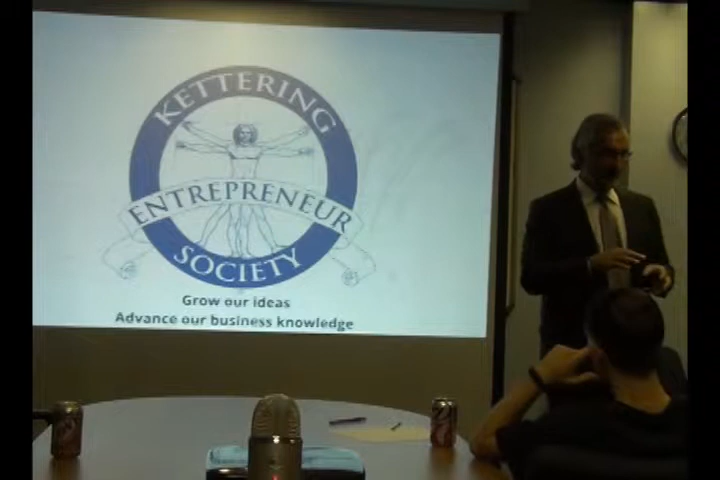 KETTERING
ENTREPRENEUR
SOCIETY
Grow our ideas
Advance our business knowledge